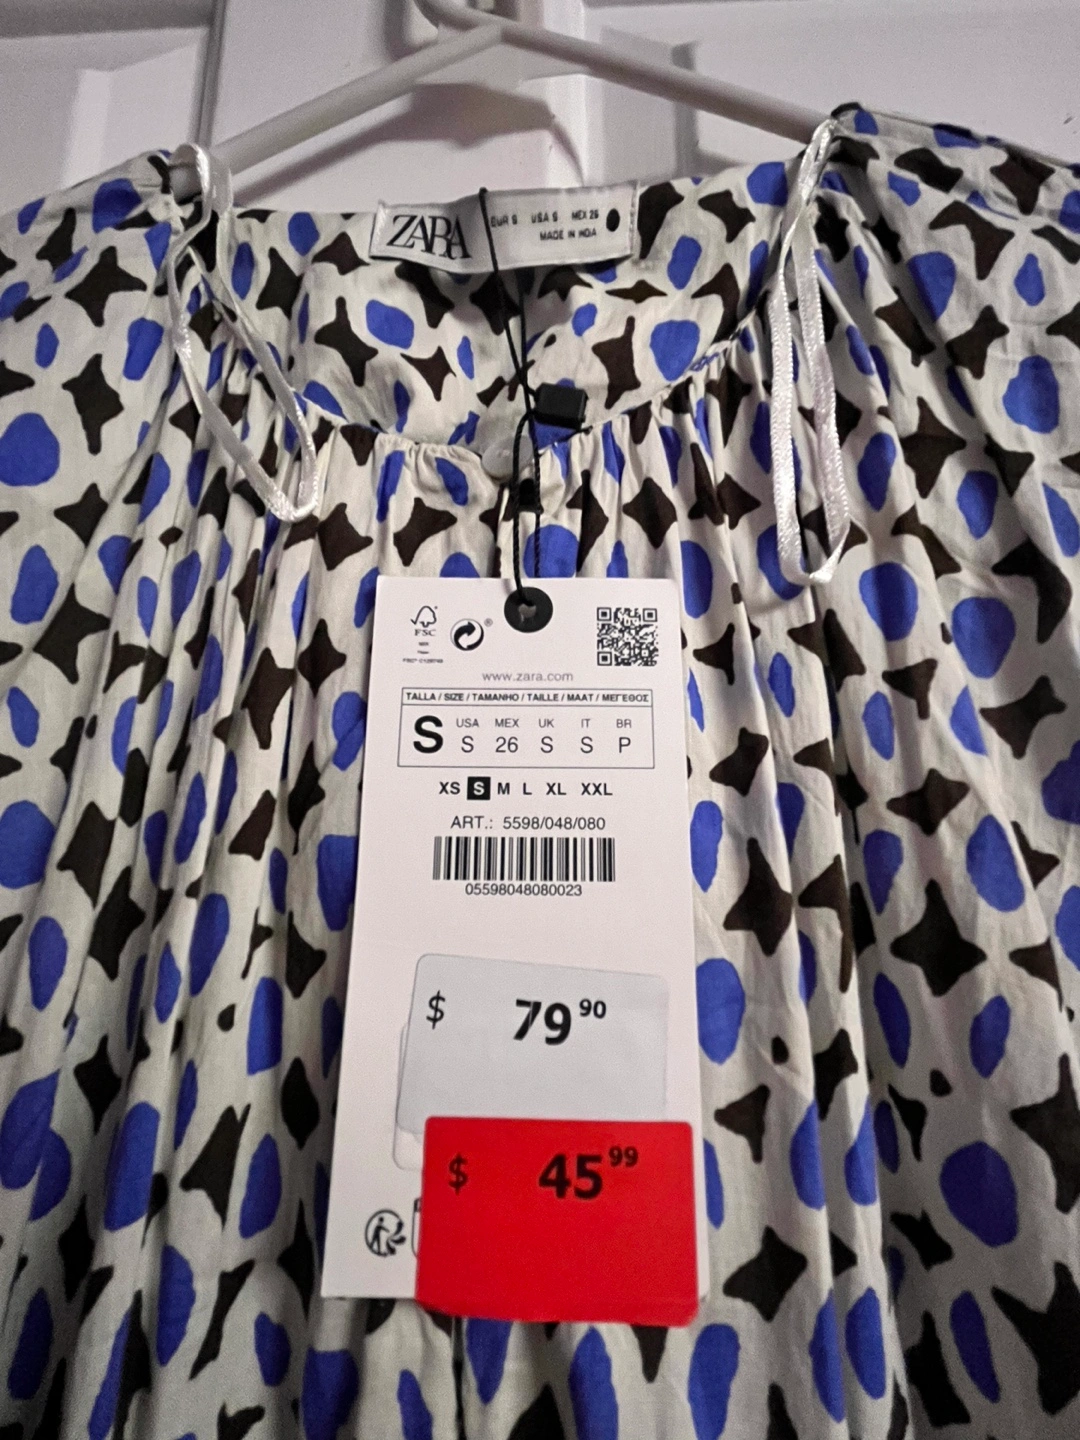 ZARA
EUR S USA S MEX 26
MADE IN INDIA
FSC
®
www.zara.com
TALLA / SIZE / TAMANHO / TAILLE / MAAT / ΜΕΓΕΘΟΣ
S
USA MEX UK IT BR
S 26 S S P
XS S M L XL XXL
ART.: 5598/048/080
05598048080023
$ 79 90
$ 45 99